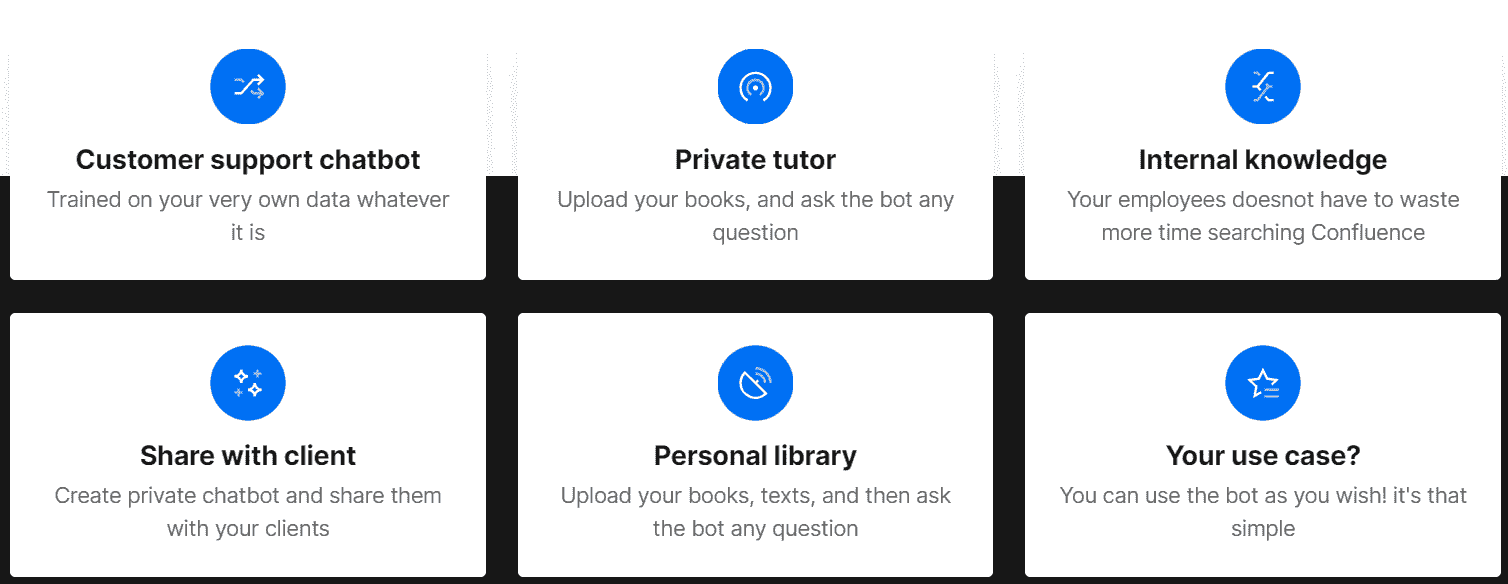 Customer support chatbot
Trained on your very own data whatever
it is
Private tutor
Upload your books, and ask the bot any
question
Internal knowledge
Your employees doesnot have to waste
more time searching Confluence
Share with client
Create private chatbot and share them
with your clients
Personal library
Upload your books, texts, and then ask
the bot any question
Your use case?
You can use the bot as you wish! it's that
simple